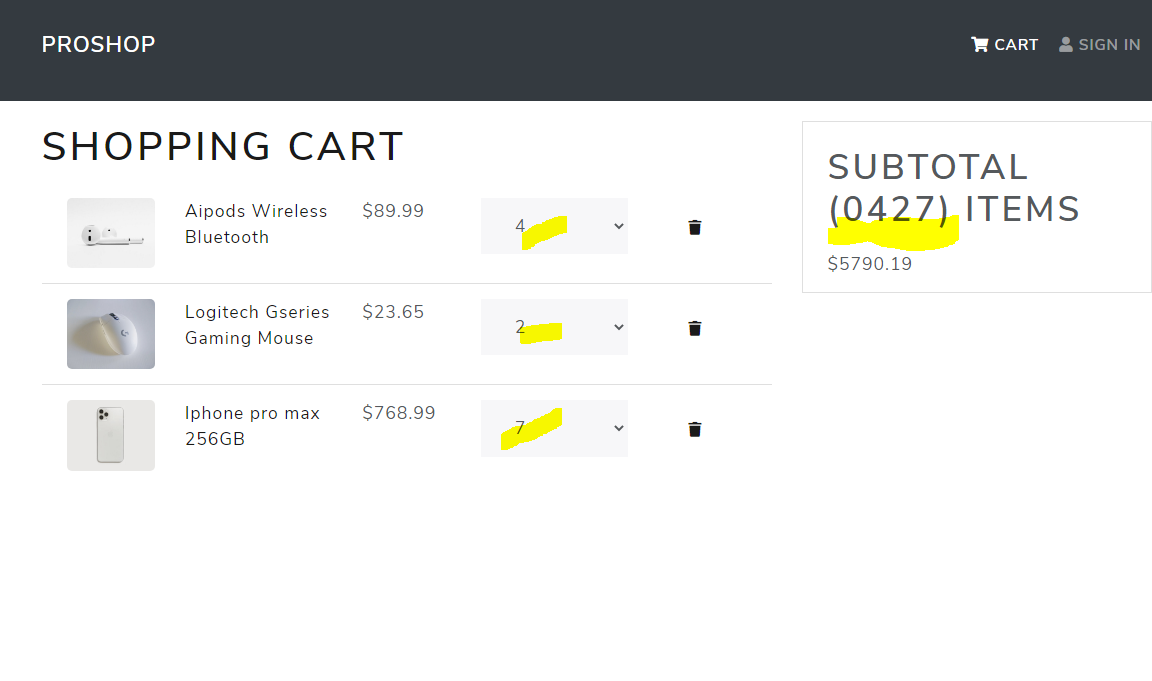 PROSHOP
CART
SIGN IN
SHOPPING CART
Aipods Wireless
Bluetooth
$89.99
4
Logitech Gseries
Gaming Mouse
$23.65
2
Iphone pro max
256GB
$768.99
7
SUBTOTAL
(0427) ITEMS
$5790.19